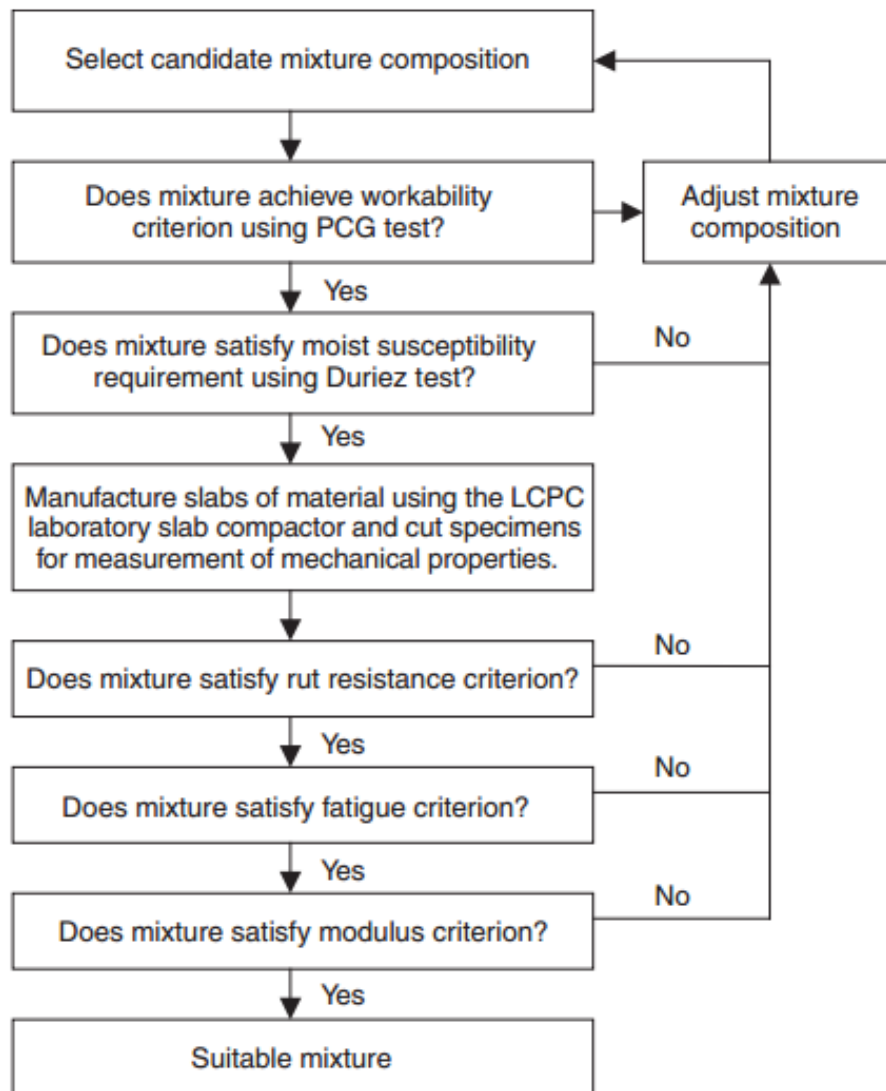 Select candidate mixture composition
Does mixture achieve workability
criterion using PCG test?
Adjust mixture
composition
Yes
Does mixture satisfy moist susceptibility
requirement using Duriez test?
No
Yes
Manufacture slabs of material using the LCPC
laboratory slab compactor and cut specimens
for measurement of mechanical properties.
Does mixture satisfy rut resistance criterion?
No
Yes
Does mixture satisfy fatigue criterion?
No
Yes
Does mixture satisfy modulus criterion?
No
Yes
Suitable mixture